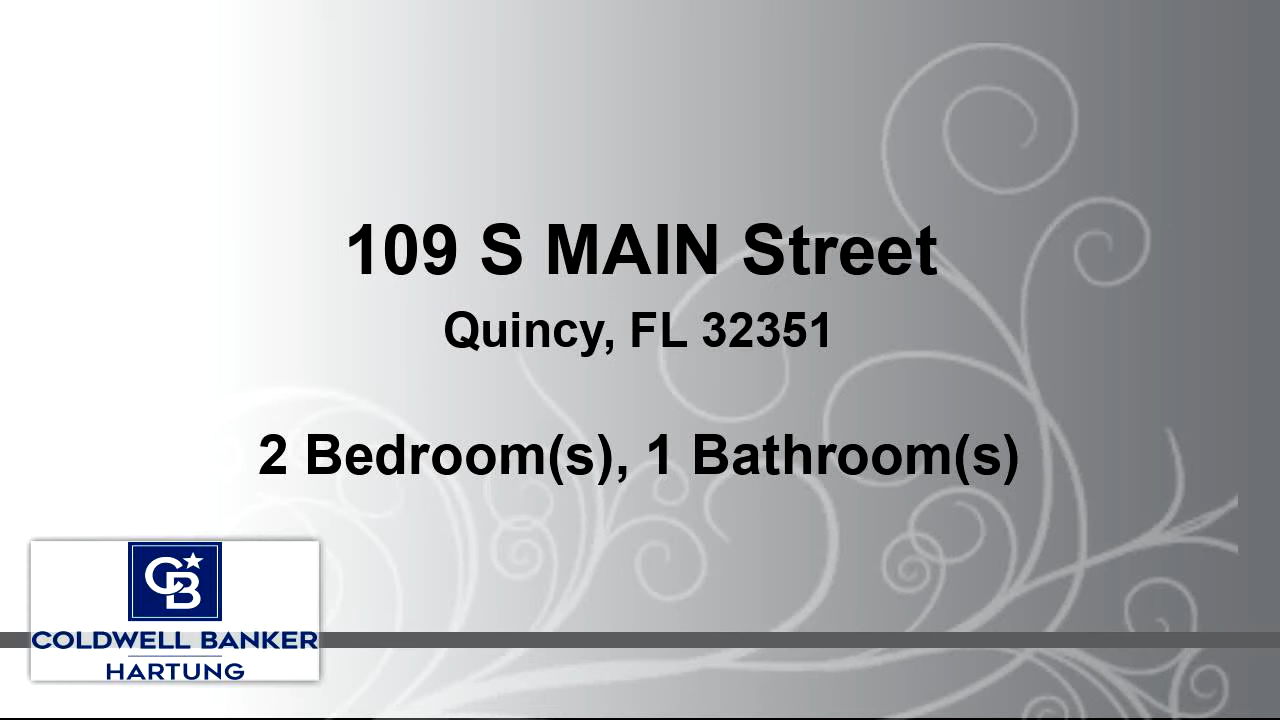 109 S MAIN Street
Quincy, FL 32351
2 Bedroom(s), 1 Bathroom(s)
CB
COLDWELL BANKER
HARTUNG